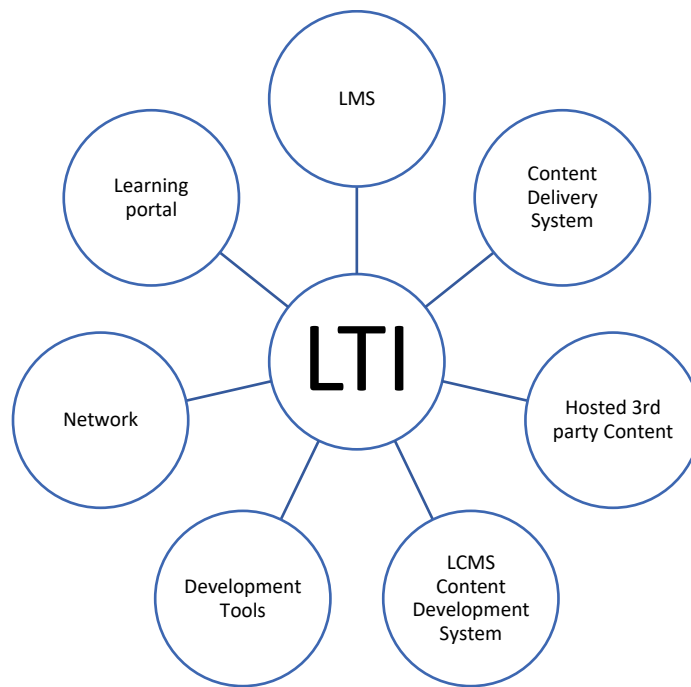 LMS
Content
Delivery
System
Hosted 3rd
party Content
LCMS
Content
Development
System
Development
Tools
Network
Learning
portal
LTI